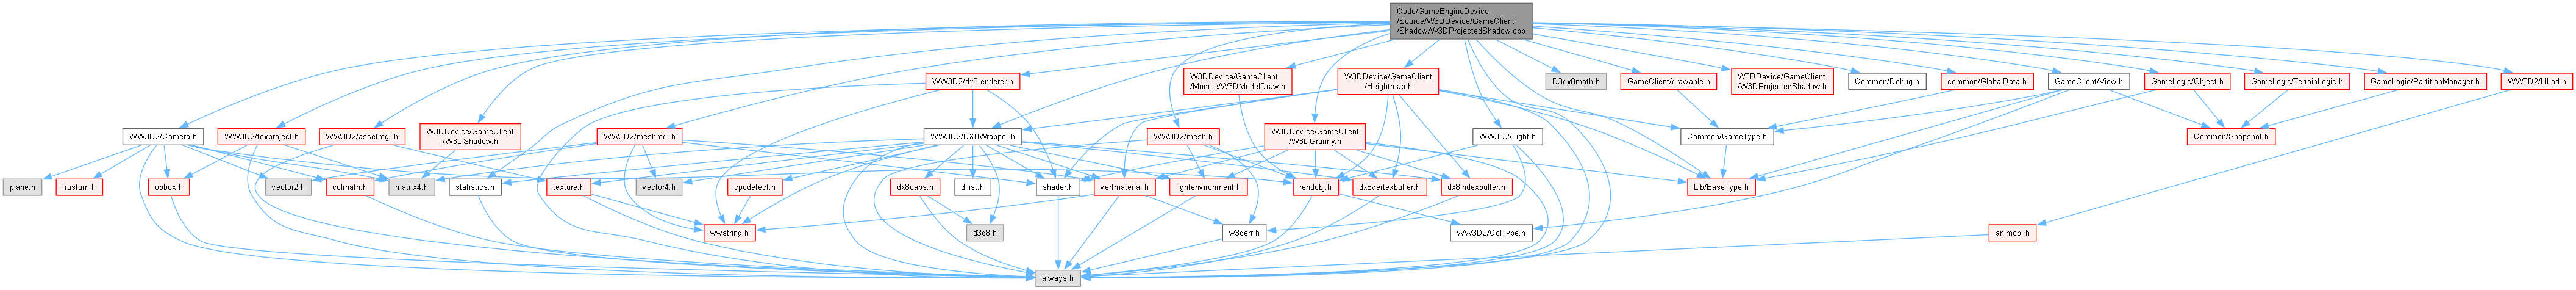 Code/GameEngineDevice
/Source/W3DDevice/GameClient
/Shadow/W3DProjectedShadow.cpp
WW3D2/dx8renderer.h
W3DDevice/GameClient
/Module/W3DModelDraw.h
W3DDevice/GameClient
/Heightmap.h
D3dx8math.h
GameClient/drawable.h
W3DDevice/GameClient
/W3DProjectedShadow.h
Common/Debug.h
common/GlobalData.h
GameClient/View.h
GameLogic/Object.h
GameLogic/TerrainLogic.h
GameLogic/PartitionManager.h
WW3D2/HLod.h
WW3D2/Camera.h
WW3D2/texproject.h
WW3D2/assetmgr.h
W3DDevice/GameClient
/W3DShadow.h
WW3D2/meshmdl.h
WW3D2/DX8Wrapper.h
WW3D2/mesh.h
W3DDevice/GameClient
/W3DGranny.h
WW3D2/Light.h
Common/GameType.h
Common/Snapshot.h
plane.h
frustum.h
obbox.h
vector2.h
colmath.h
matrix4.h
statistics.h
texture.h
vector4.h
cpudetect.h
dx8caps.h
dllist.h
shader.h
vertmaterial.h
lightenvironment.h
rendobj.h
dx8vertexbuffer.h
dx8indexbuffer.h
Lib/BaseType.h
wwstring.h
d3d8.h
w3derr.h
WW3D2/ColType.h
animobj.h
always.h